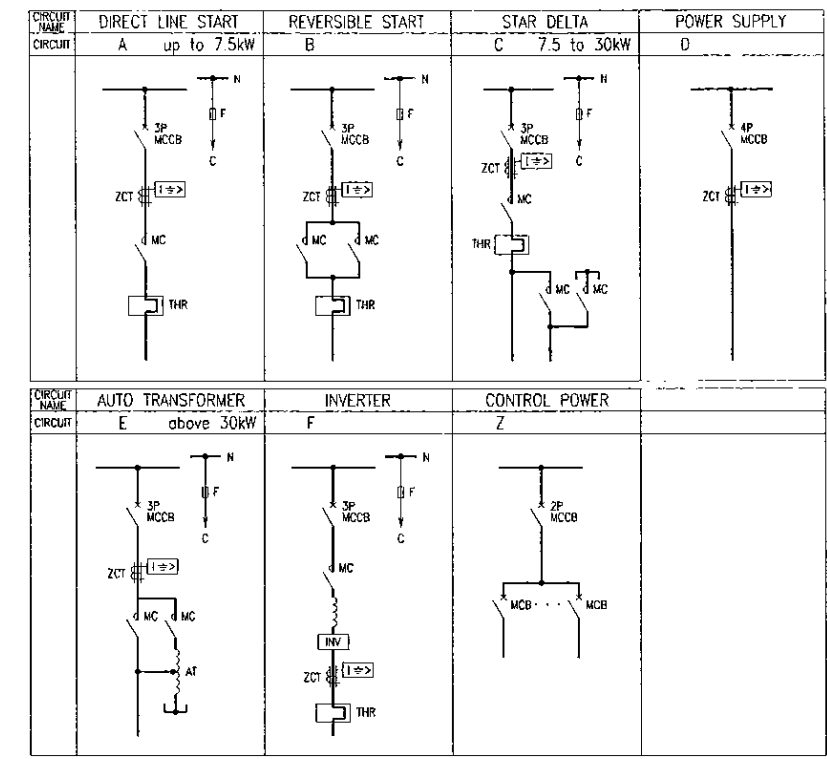 CIRCUIT NAME DIRECT LINE START REVERSIBLE START STAR DELTA POWER SUPPLY
CIRCUIT A up to 7.5kW B C 7.5 to 30kW D
N N N
F F F
3P MCCB 3P MCCB 3P MCCB 4P MCCB
C C C
ZCT I ZCT I ZCT I ZCT I
MC MC MC MC
THR
THR THR MC MC
CIRCUIT NAME AUTO TRANSFORMER INVERTER CONTROL POWER
CIRCUIT E above 30kW F Z
N N
F F
3P MCCB 3P MCCB 2P MCCB
C C
ZCT I MC
MC MC MCB MCB
INV
AT ZCT I
THR